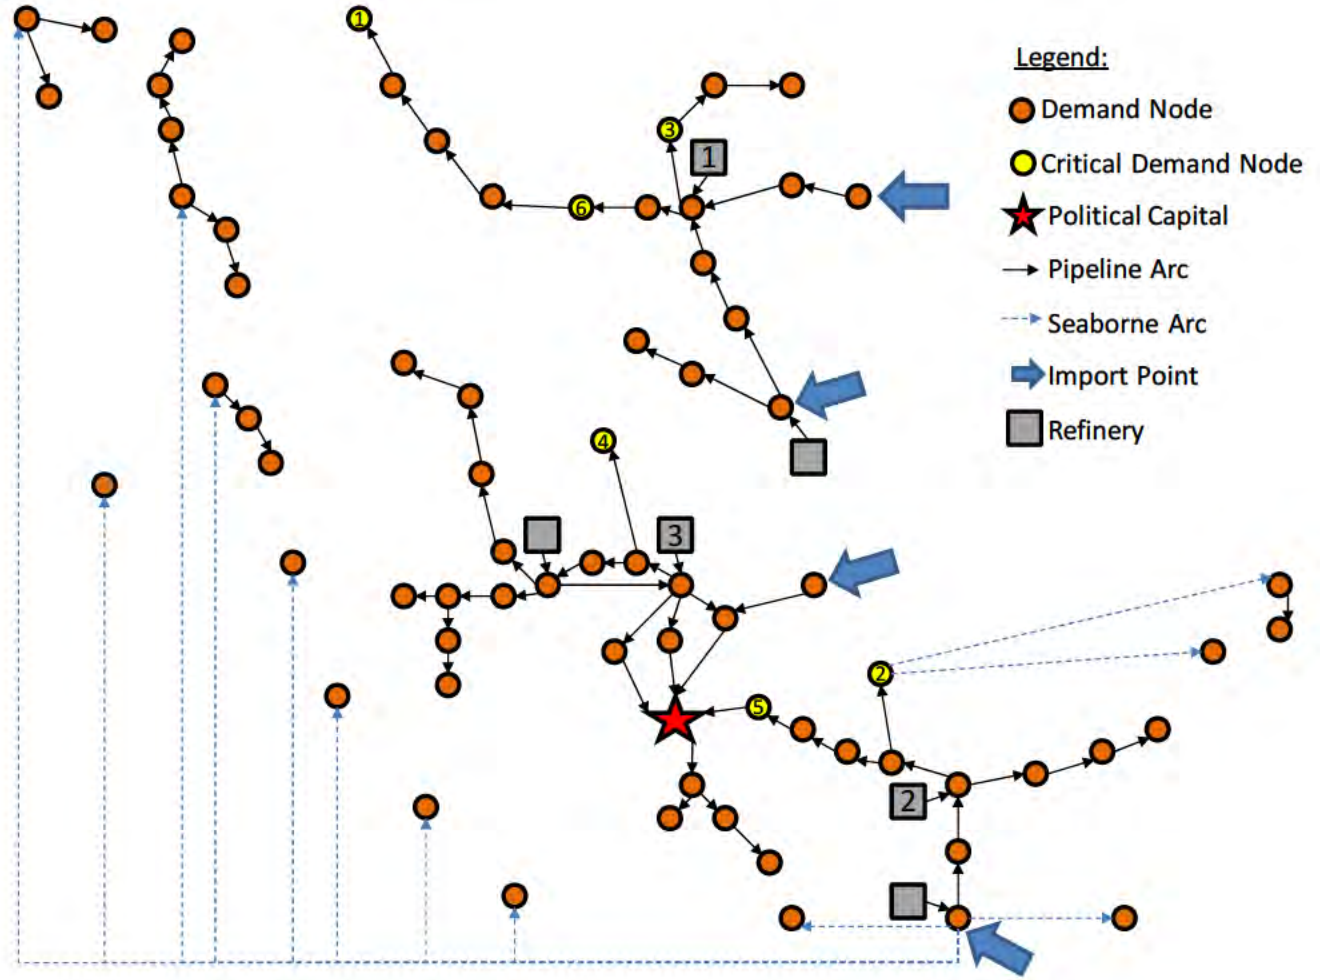 1
Legend:
3
Demand Node
1
Critical Demand Node
6
Political Capital
Pipeline Arc
Seaborne Arc
Import Point
Refinery
4
3
2
5
2